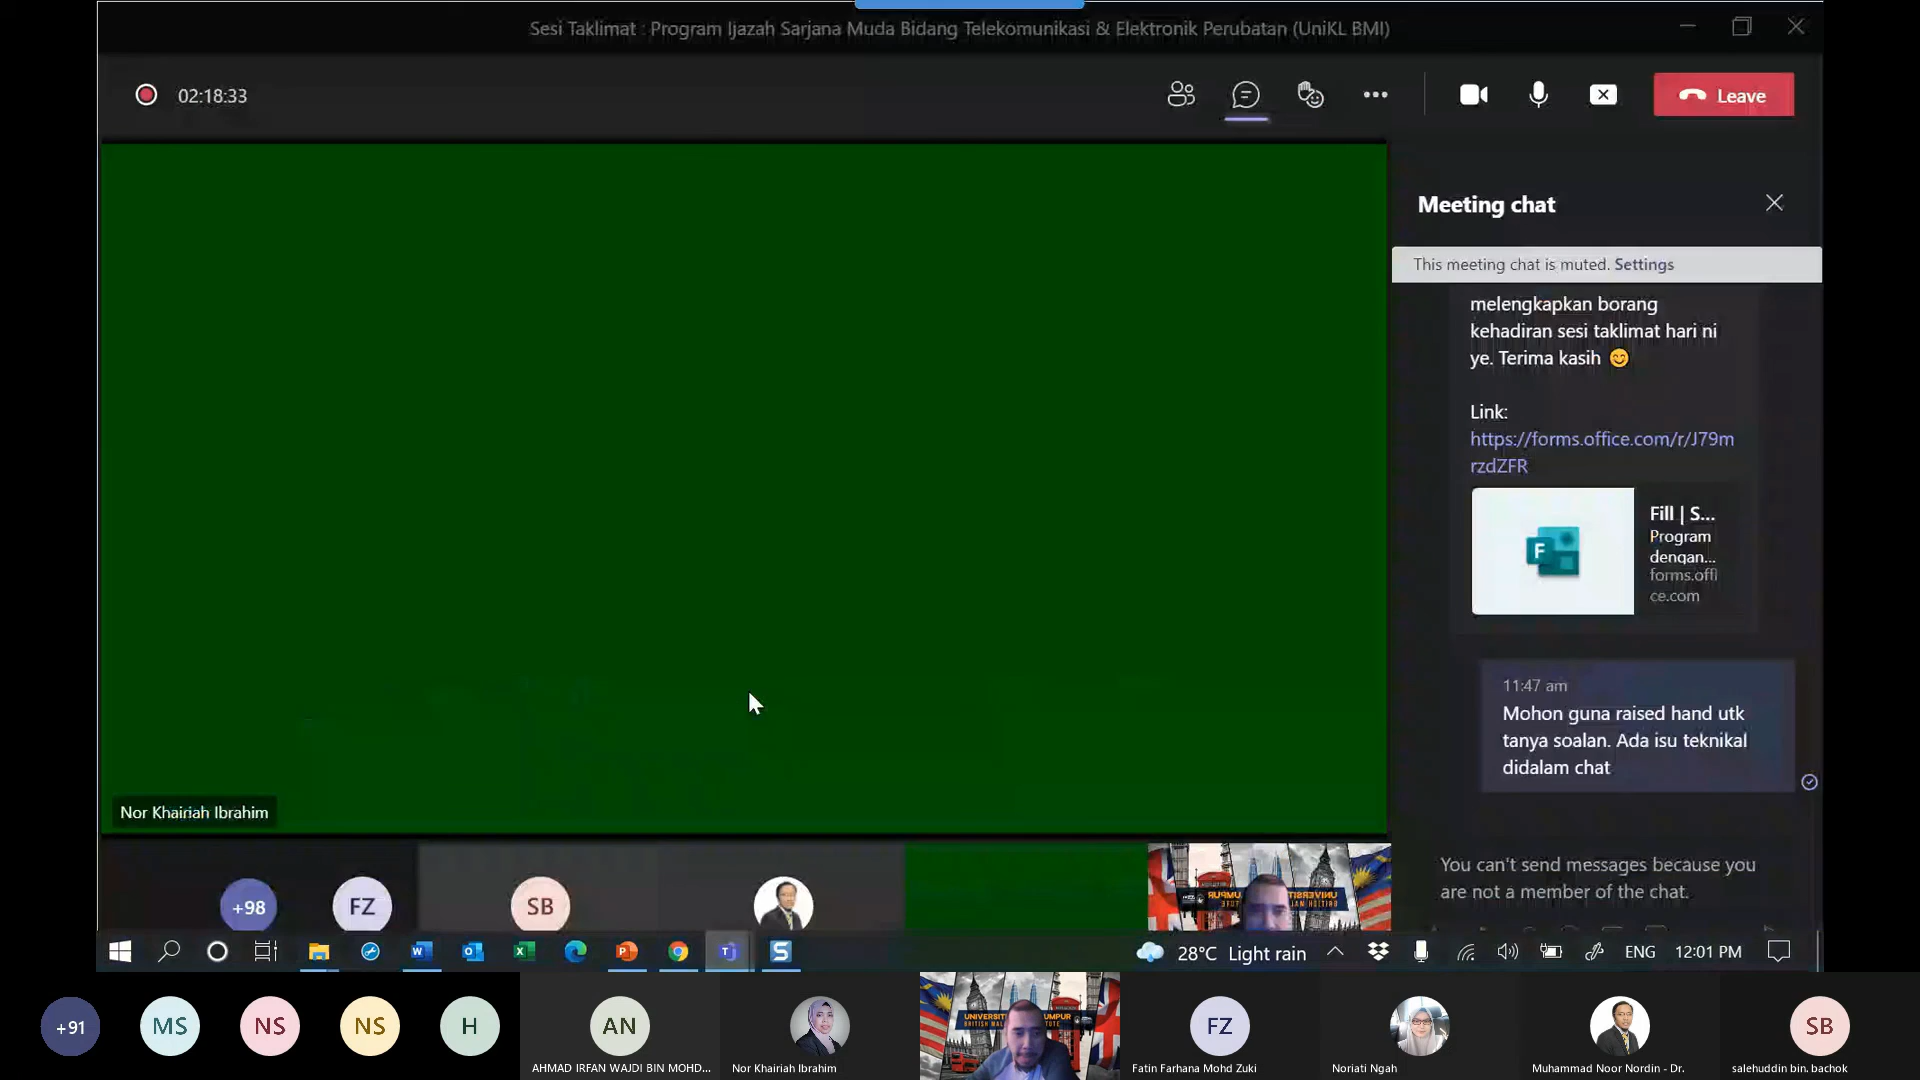 Sesi Taklimat : Program Ijazah Sarjana Muda Bidang Telekomunikasi & Elektronik Perubatan (UniKL BMI)
02:18:33
Leave
Meeting chat
This meeting chat is muted. Settings
melengkapkan borang
kehadiran sesi taklimat hari ni
ye. Terima kasih 😊
Link:
https://forms.office.com/r/J79m
rzdZFR
Fill | S...
Program
dengan...
forms.offi
ce.com
11:47 am
Mohon guna raised hand utk
tanya soalan. Ada isu teknikal
didalam chat
You can't send messages because you
are not a member of the chat.
Nor Khairiah Ibrahim
+98
FZ
SB
28°C Light rain
ENG
12:01 PM
+91
MS
NS
NS
H
AN
FZ
SB
AHMAD IRFAN WAJDI BIN MOHD...
Nor Khairiah Ibrahim
Fatin Farhana Mohd Zuki
Noriati Ngah
Muhammad Noor Nordin - Dr.
salehuddin bin. bachok